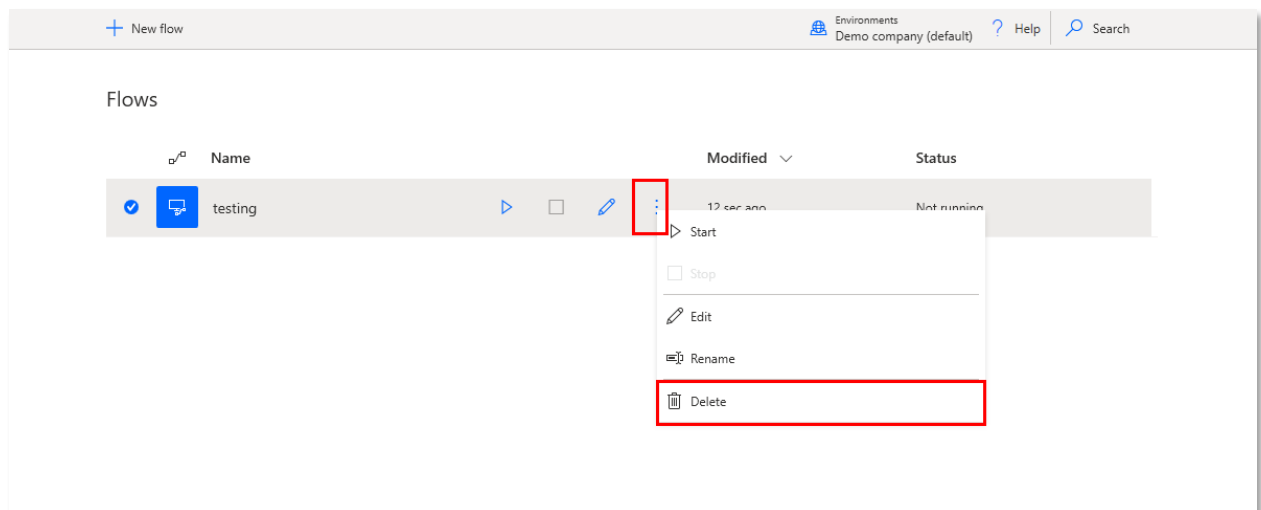 New flow
Environments
Demo company (default)
Help
Search
Flows
Name
Modified
Status
testing
12 sec ago
Not running
Start
Stop
Edit
Rename
Delete